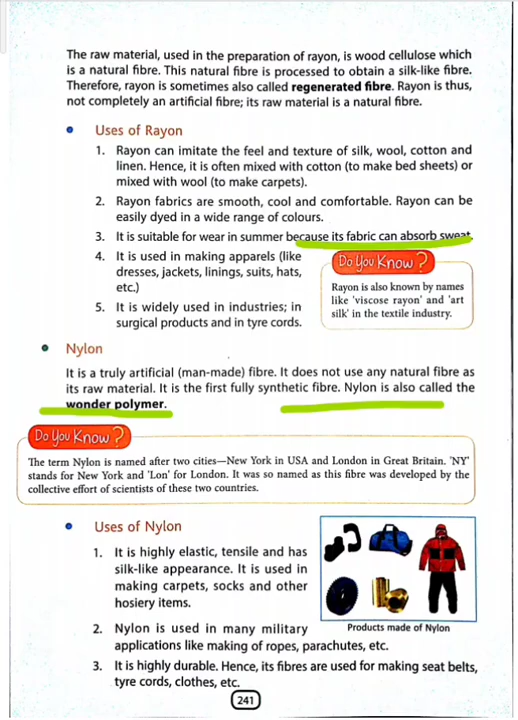 The raw material, used in the preparation of rayon, is wood cellulose which
is a natural fibre. This natural fibre is processed to obtain a silk-like fibre.
Therefore, rayon is sometimes also called regenerated fibre. Rayon is thus,
not completely an artificial fibre; its raw material is a natural fibre.
• Uses of Rayon
1. Rayon can imitate the feel and texture of silk, wool, cotton and
linen. Hence, it is often mixed with cotton (to make bed sheets) or
mixed with wool (to make carpets).
2. Rayon fabrics are smooth, cool and comfortable. Rayon can be
easily dyed in a wide range of colours.
3. It is suitable for wear in summer because its fabric can absorb sweat.
4. It is used in making apparels (like
dresses, jackets, linings, suits, hats,
etc.)
5. It is widely used in industries; in
surgical products and in tyre cords.
Do You Know?
Rayon is also known by names
like 'viscose rayon' and 'art
silk' in the textile industry.
• Nylon
It is a truly artificial (man-made) fibre. It does not use any natural fibre as
its raw material. It is the first fully synthetic fibre. Nylon is also called the
wonder polymer.
Do You Know?
The term Nylon is named after two cities—New York in USA and London in Great Britain. 'NY'
stands for New York and 'Lon' for London. It was so named as this fibre was developed by the
collective effort of scientists of these two countries.
• Uses of Nylon
1. It is highly elastic, tensile and has
silk-like appearance. It is used in
making carpets, socks and other
hosiery items.
Products made of Nylon
2. Nylon is used in many military
applications like making of ropes, parachutes, etc.
3. It is highly durable. Hence, its fibres are used for making seat belts,
tyre cords, clothes, etc.
241